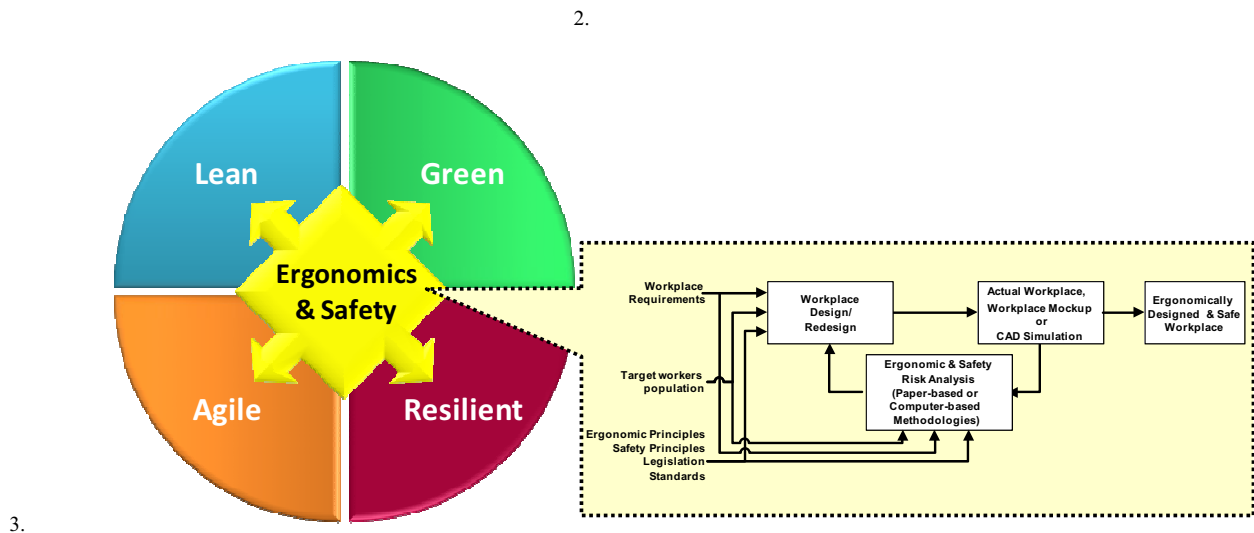 2.
Lean
Green
Ergonomics
& Safety
Agile
Resilient
Workplace
Requirements
Target workers
population
Ergonomic Principles
Safety Principles
Legislation
Standards
Workplace
Design/
Redesign
Actual Workplace,
Workplace Mockup
or
CAD Simulation
Ergonomically
Designed & Safe
Workplace
Ergonomic & Safety
Risk Analysis
(Paper-based or
Computer-based
Methodologies)
3.